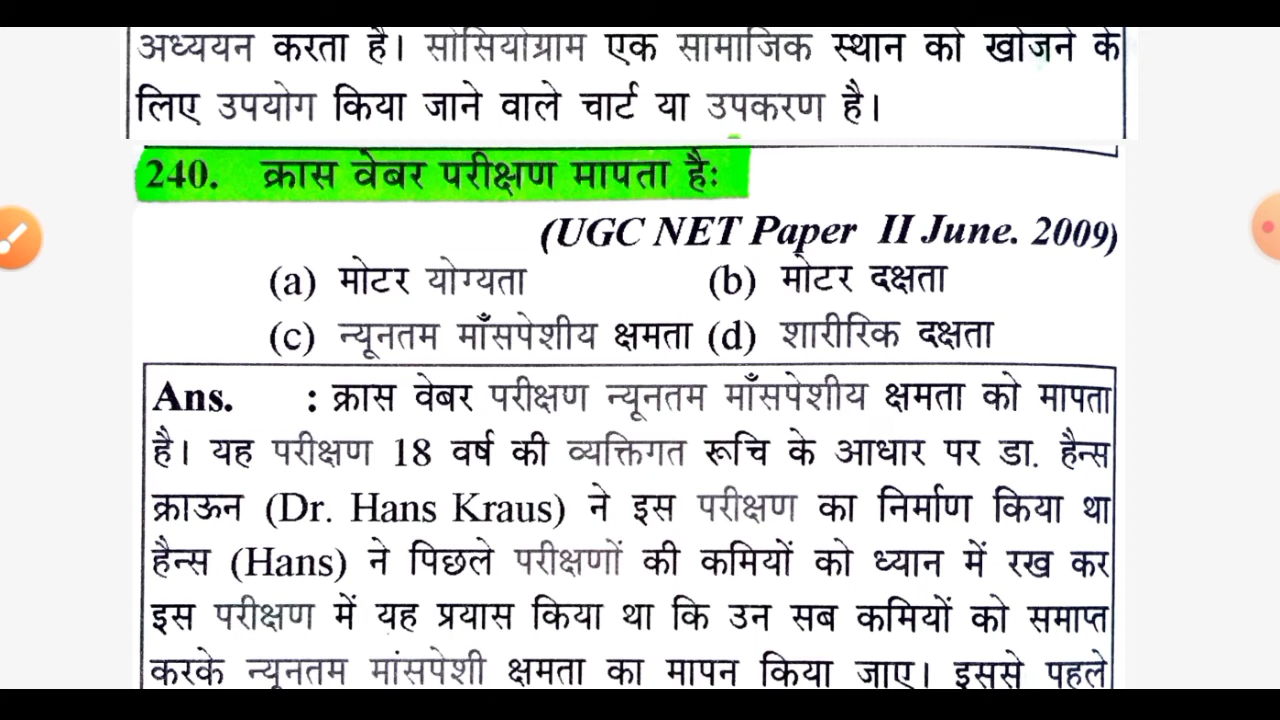 अध्ययन करता है। सोसियोग्राम एक सामाजिक स्थान को खोजने के
लिए उपयोग किया जाने वाले चार्ट या उपकरण है।
240. क्रास वेबर परीक्षण मापता है:
(UGC NET Paper II June. 2009)
(a) मोटर योग्यता (b) मोटर दक्षता
(c) न्यूनतम माँसपेशीय क्षमता (d) शारीरिक दक्षता
Ans. : क्रास वेबर परीक्षण न्यूनतम माँसपेशीय क्षमता को मापता
है। यह परीक्षण 18 वर्ष की व्यक्तिगत रूचि के आधार पर डा. हैन्स
क्राऊन (Dr. Hans Kraus) ने इस परीक्षण का निर्माण किया था
हैन्स (Hans) ने पिछले परीक्षणों की कमियों को ध्यान में रख कर
इस परीक्षण में यह प्रयास किया था कि उन सब कमियों को समाप्त
करके न्यूनतम मांसपेशी क्षमता का मापन किया जाए। इससे पहले